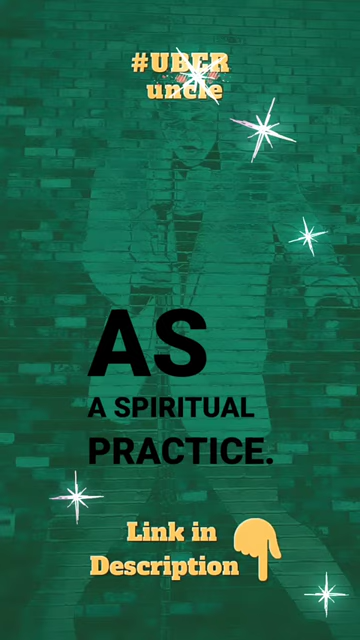 #UBER
uncle
AS
A SPIRITUAL
PRACTICE.
Link in
Description